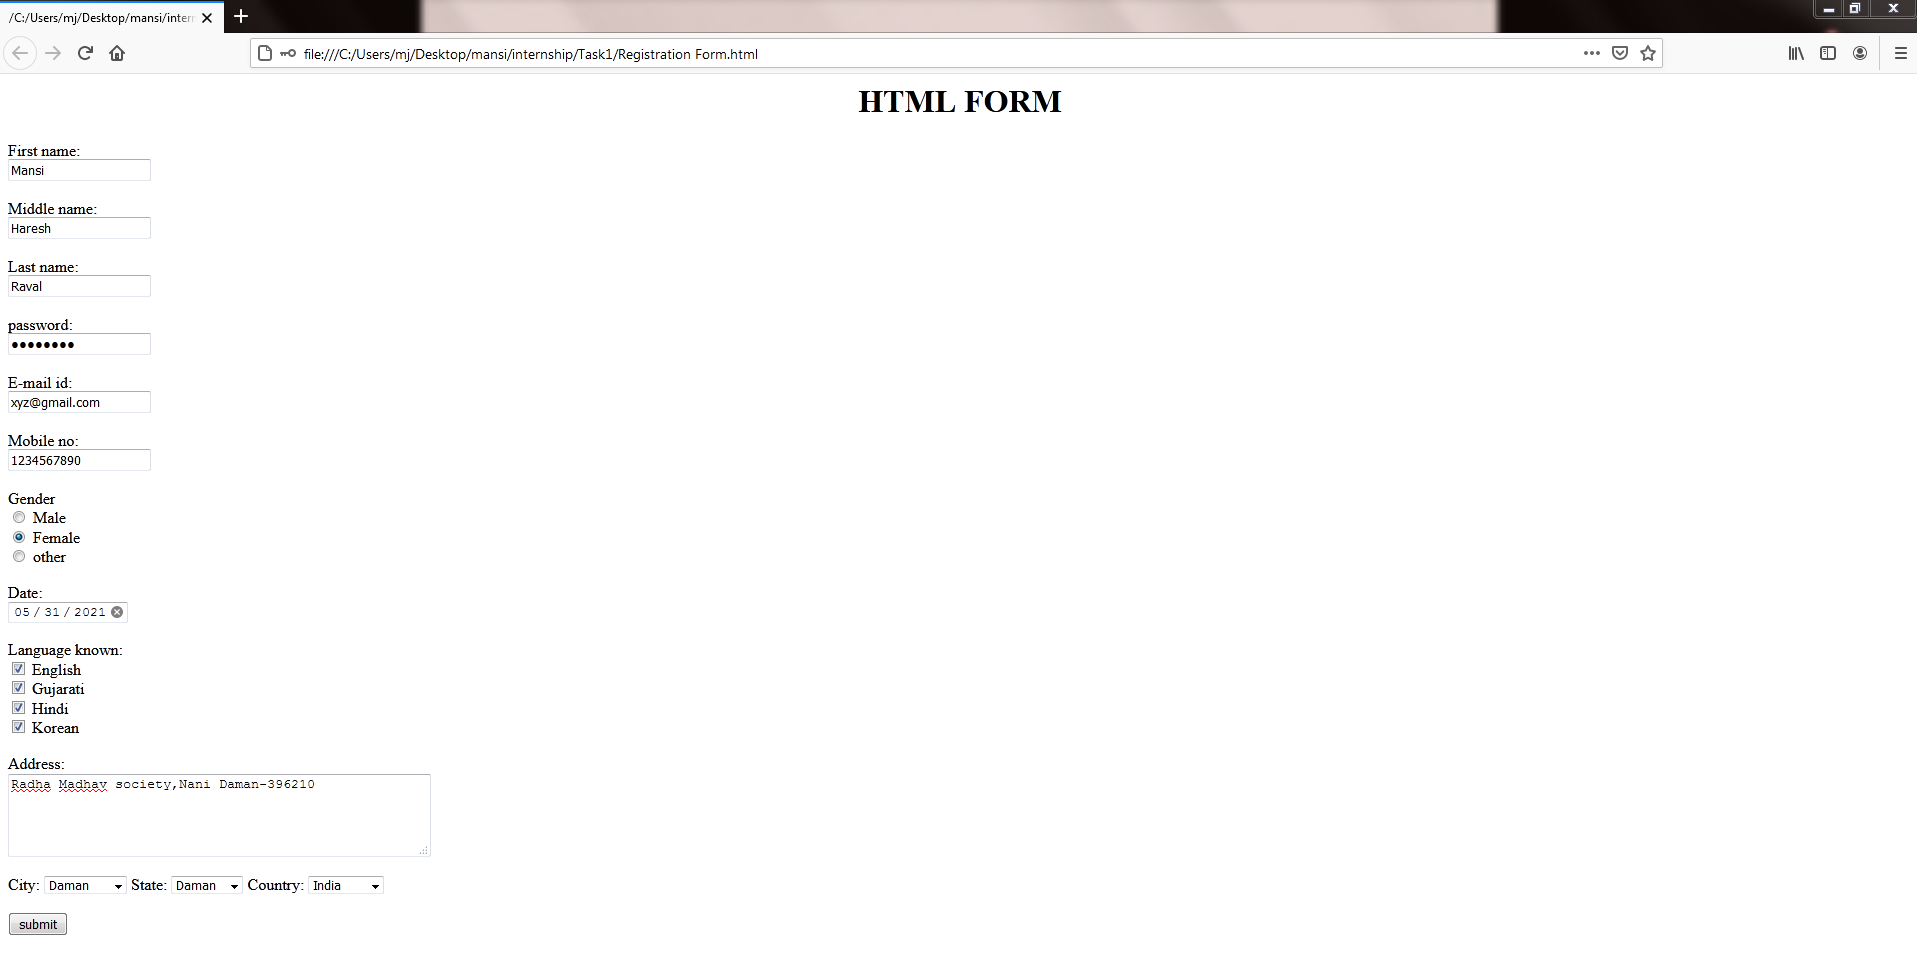 /C:/Users/mj/Desktop/mansi/inter
file:///C:/Users/mj/Desktop/mansi/internship/Task1/Registration Form.html
HTML FORM
First name:
Mansi
Middle name:
Haresh
Last name:
Raval
password:
••••••••
E-mail id:
xyz@gmail.com
Mobile no:
1234567890
Gender
Male
Female
other
Date:
05 / 31 / 2021
Language known:
English
Gujarati
Hindi
Korean
Address:
Radha Madhav society,Nani Daman-396210
City: Daman State: Daman Country: India
submit